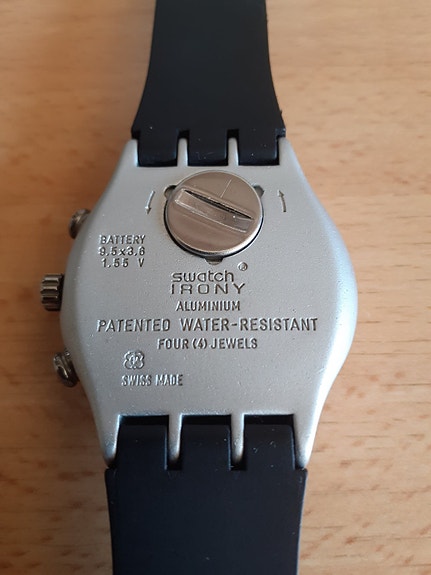 BATTERY
9.5x3.6
1.55 V
swatch ®
IRONY
ALUMINIUM
PATENTED WATER-RESISTANT
FOUR (4) JEWELS
SWISS MADE